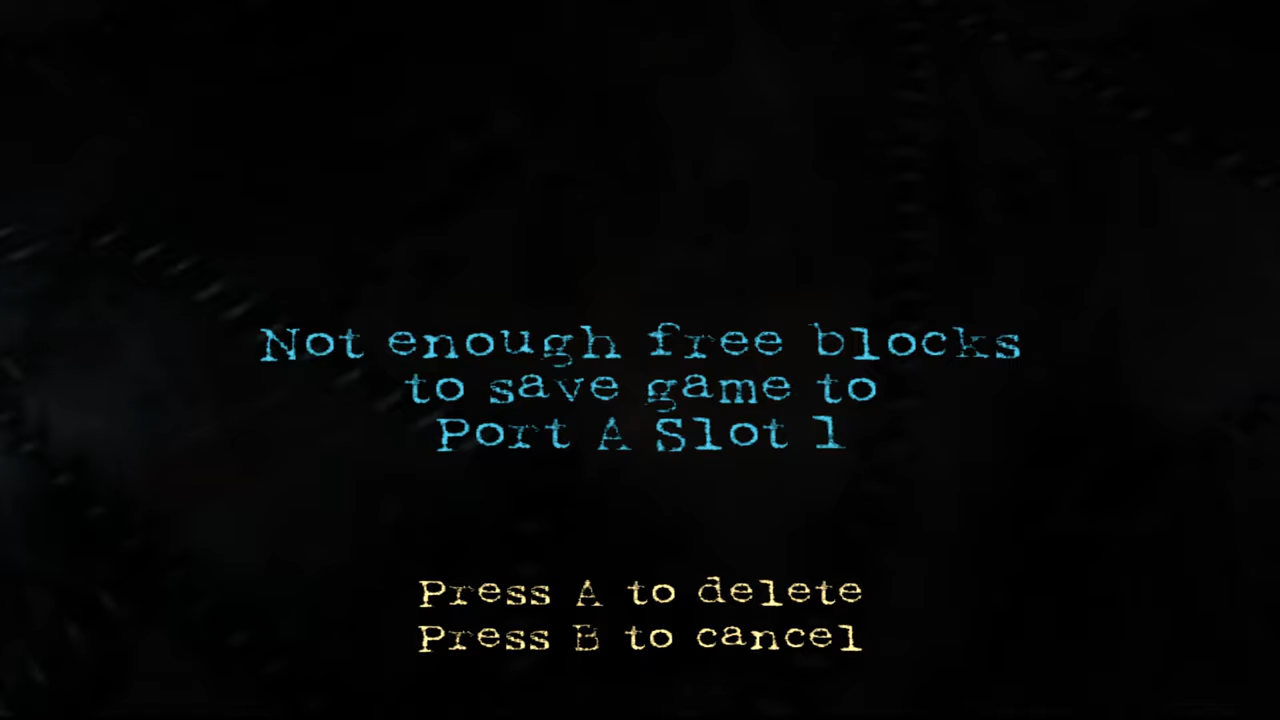 Not enough free blocks
to save game to
Port A Slot 1
Press A to delete
Press B to cancel